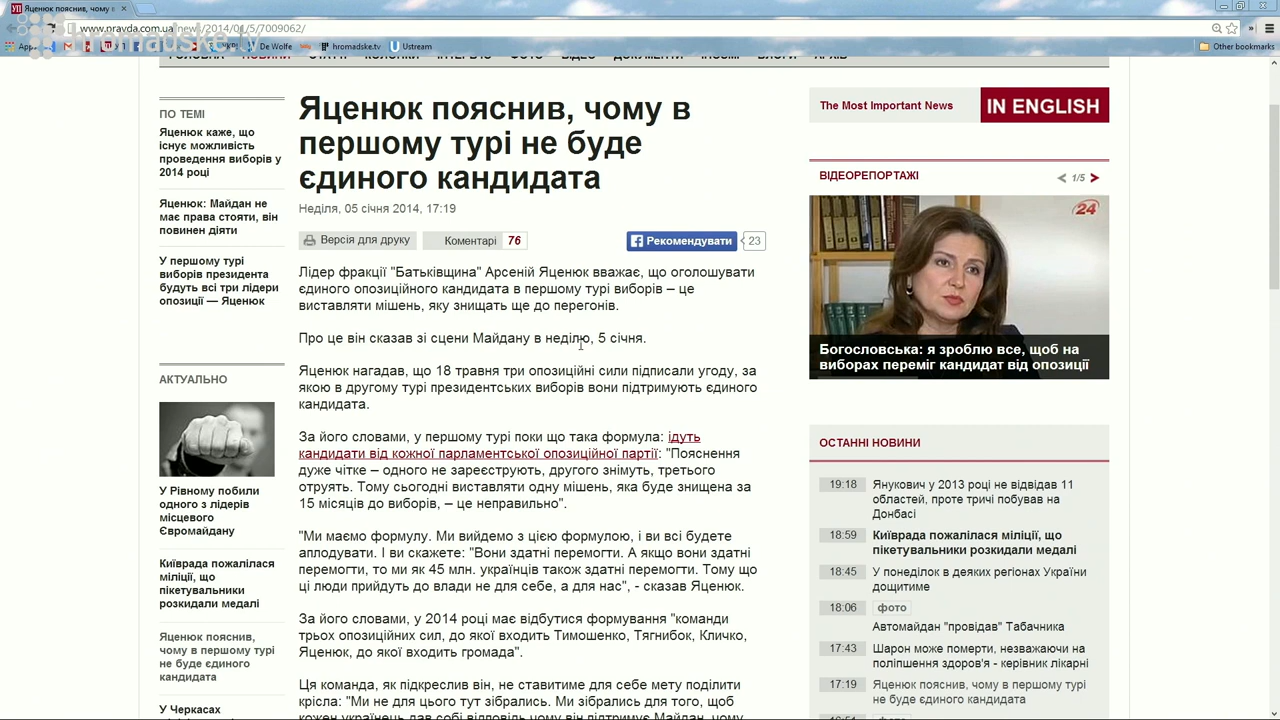 Яценюк пояснив, чому в
www.pravda.com.ua/news/2014/01/5/7009062/
hromadske.tv
De Wolfe
hromadske.tv
Ustream
Other bookmarks
ПО ТЕМІ
Яценюк каже, що
існує можливість
проведення виборів у
2014 році
Яценюк: Майдан не
має права стояти, він
повинен діяти
У першому турі
виборів президента
будуть всі три лідери
опозиції — Яценюк
АКТУАЛЬНО
У Рівному побили
одного з лідерів
місцевого
Євромайдану
Київрада пожалілася
міліції, що
пікетувальники
розкидали медалі
Яценюк пояснив,
чому в першому турі
не буде єдиного
кандидата
У Черкасах
Яценюк пояснив, чому в
першому турі не буде
єдиного кандидата
Неділя, 05 січня 2014, 17:19
Версія для друку
Коментарі 76
Рекомендувати 23
Лідер фракції "Батьківщина" Арсеній Яценюк вважає, що оголошувати
єдиного опозиційного кандидата в першому турі виборів – це
виставляти мішень, яку знищать ще до перегонів.
Про це він сказав зі сцени Майдану в неділю, 5 січня.
Яценюк нагадав, що 18 травня три опозиційні сили підписали угоду, за
якою в другому турі президентських виборів вони підтримують єдиного
кандидата.
За його словами, у першому турі поки що така формула: ідуть
кандидати від кожної парламентської опозиційної партії: "Пояснення
дуже чітке – одного не зареєструють, другого знімуть, третього
отруять. Тому сьогодні виставляти одну мішень, яка буде знищена за
15 місяців до виборів, – це неправильно".
"Ми маємо формулу. Ми вийдемо з цією формулою, і ви всі будете
аплодувати. І ви скажете: "Вони здатні перемогти. А якщо вони здатні
перемогти, то ми як 45 млн. українців також здатні перемогти. Тому що
ці люди прийдуть до влади не для себе, а для нас", - сказав Яценюк.
За його словами, у 2014 році має відбутися формування "команди
трьох опозиційних сил, до якої входить Тимошенко, Тягнибок, Кличко,
Яценюк, до якої входить громада".
Ця команда, як підкреслив він, не ставитиме для себе мету поділити
крісла: "Ми не для цього тут зібрались. Ми зібрались для того, щоб
кожен українець дав собі відповідь чому він підтримує Майдан, чому
The Most Important News
IN ENGLISH
ВІДЕОРЕПОРТАЖІ
1/5
24
Богословська: я зроблю все, щоб на
виборах переміг кандидат від опозиції
ОСТАННІ НОВИНИ
19:18 Янукович у 2013 році не відвідав 11
областей, проте тричі побував на
Донбасі
18:59 Київрада пожалілася міліції, що
пікетувальники розкидали медалі
18:45 У понеділок в деяких регіонах України
дощитиме
18:06 фото
Автомайдан "провідав" Табачника
17:43 Шарон може померти, незважаючи на
поліпшення здоров'я - керівник лікарні
17:19 Яценюк пояснив, чому в першому турі
не буде єдиного кандидата